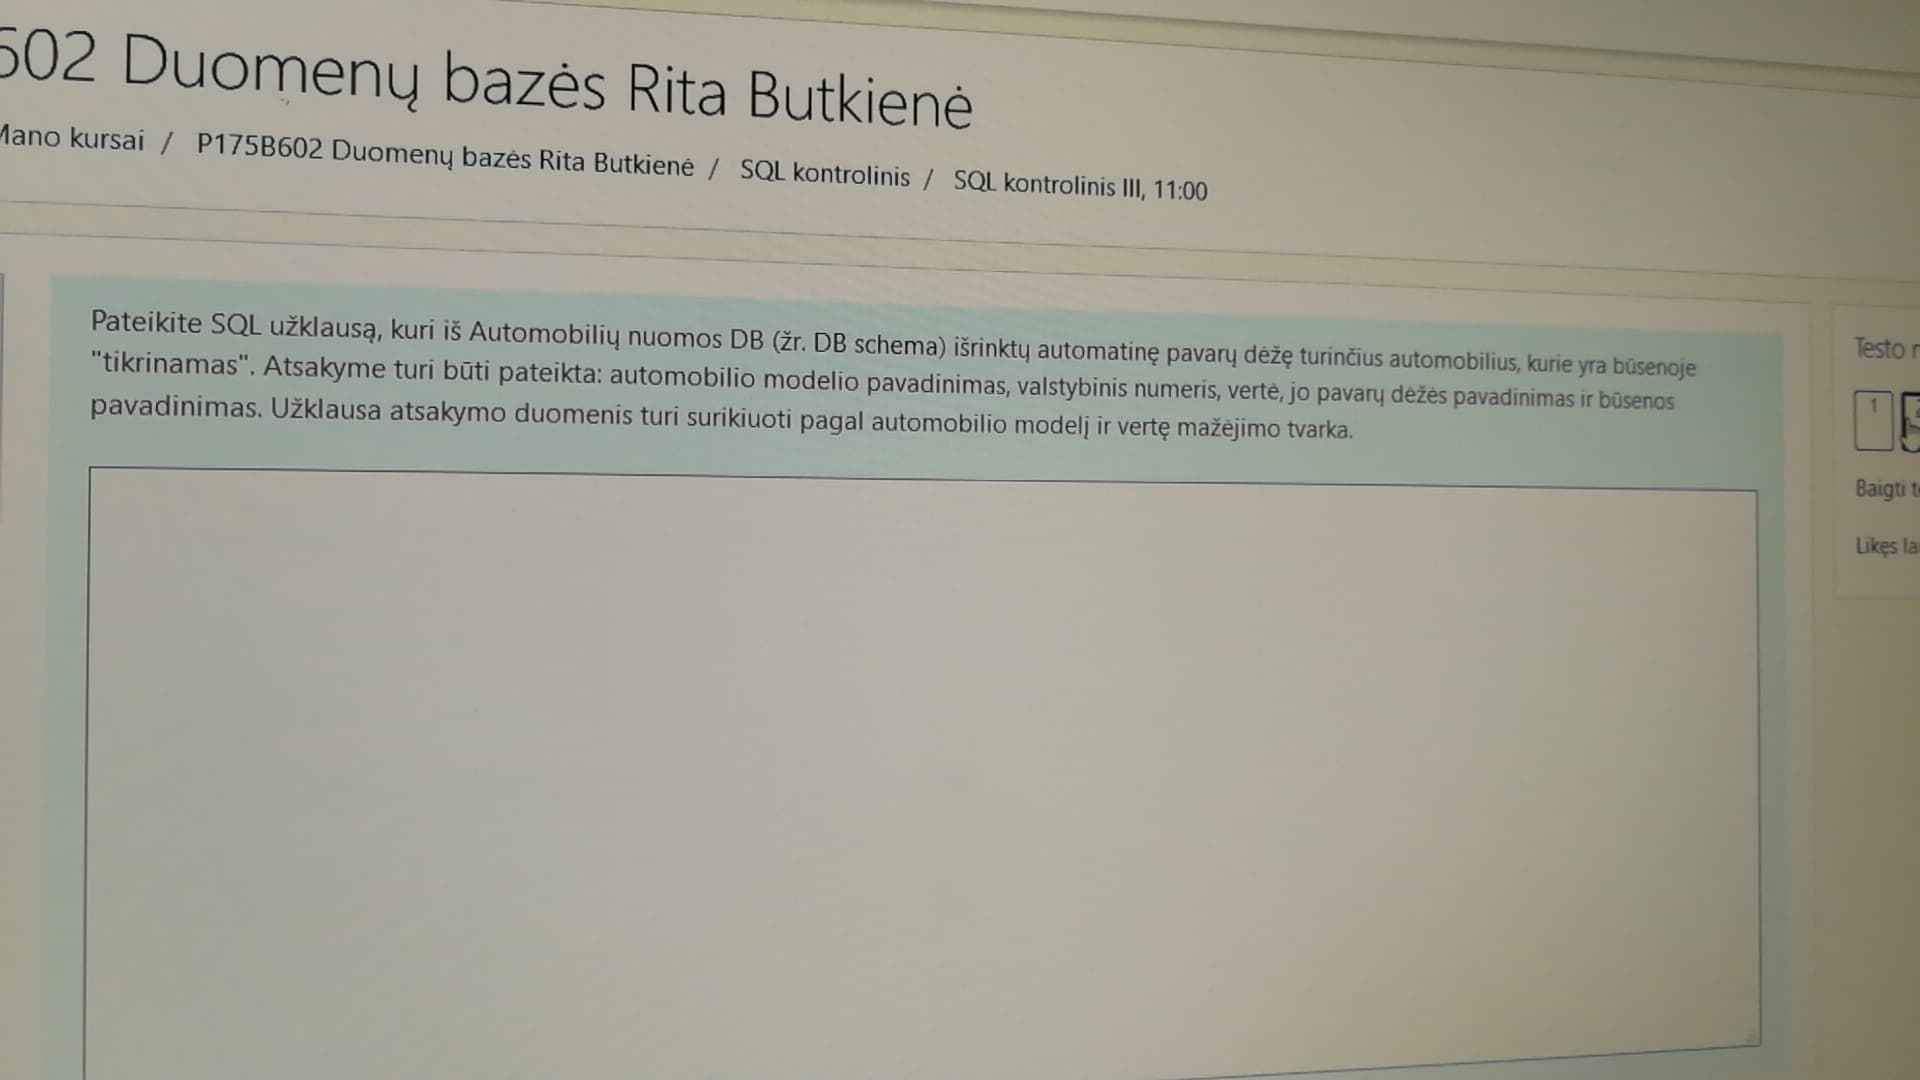 602 Duomenų bazės Rita Butkienė
Mano kursai / P175B602 Duomenų bazės Rita Butkienė / SQL kontrolinis / SQL kontrolinis III, 11:00
Pateikite SQL užklausą, kuri iš Automobilių nuomos DB (žr. DB schema) išrinktų automatinę pavarų dėžę turinčius automobilius, kurie yra būsenoje
"tikrinamas". Atsakyme turi būti pateikta: automobilio modelio pavadinimas, valstybinis numeris, vertė, jo pavarų dėžės pavadinimas ir būsenos
pavadinimas. Užklausa atsakymo duomenis turi surikiuoti pagal automobilio modelį ir vertę mažėjimo tvarka.
Testo
1
Baigti
Likęs